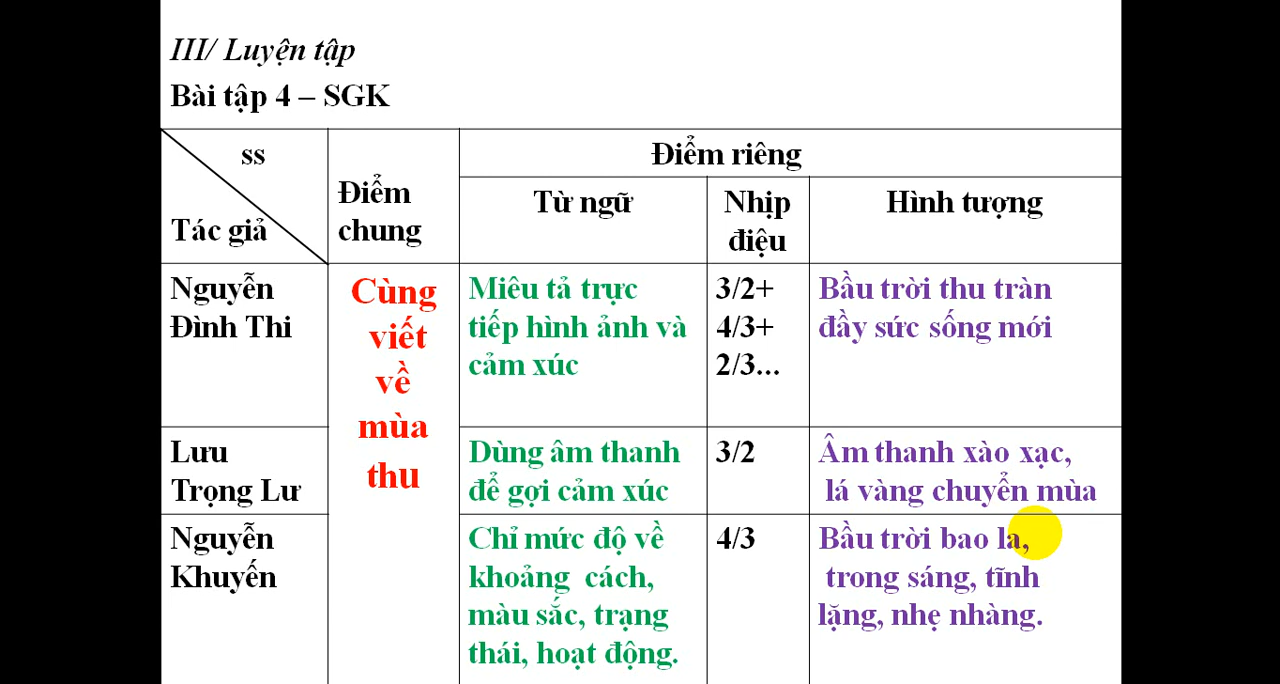 III/ Luyện tập
Bài tập 4 – SGK
ss
Tác giả
Điểm
chung
Điểm riêng
Từ ngữ
Nhịp
điệu
Hình tượng
Nguyễn
Đình Thi
Cùng
viết
về
mùa
thu
Miêu tả trực
tiếp hình ảnh và
cảm xúc
3/2+
4/3+
2/3...
Bầu trời thu tràn
đầy sức sống mới
Lưu
Trọng Lư
Dùng âm thanh
để gợi cảm xúc
3/2
Âm thanh xào xạc,
lá vàng chuyển mùa
Nguyễn
Khuyến
Chỉ mức độ về
khoảng cách,
màu sắc, trạng
thái, hoạt động.
4/3
Bầu trời bao la,
trong sáng, tĩnh
lặng, nhẹ nhàng.